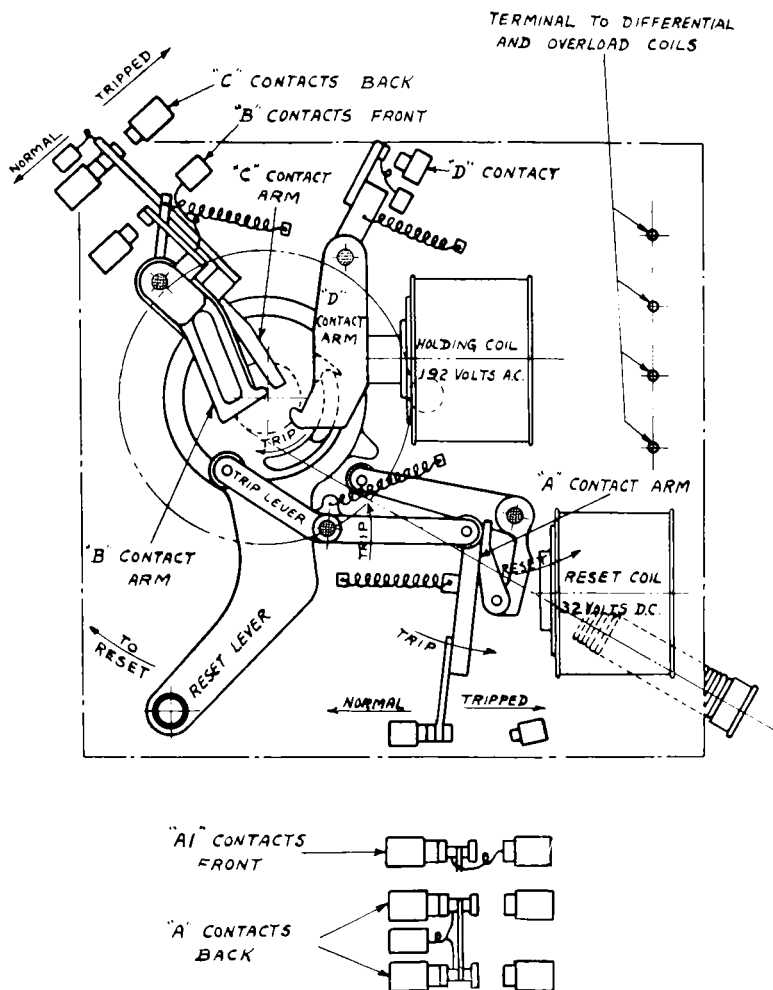 TERMINAL TO DIFFERENTIAL
AND OVERLOAD COILS
"C" CONTACTS BACK
"B" CONTACTS FRONT
TRIPPED
NORMAL
"C" CONTACT
ARM
"D" CONTACT
"D"
CONTACT
ARM
HOLDING COIL
192 VOLTS A.C.
TRIP
TRIP LEVER
"A" CONTACT ARM
"B" CONTACT
ARM
TRIP
RESET
RESET COIL
32 VOLTS D.C.
TO
RESET
RESET LEVER
TRIP
NORMAL
TRIPPED
"A1" CONTACTS
FRONT
"A" CONTACTS
BACK